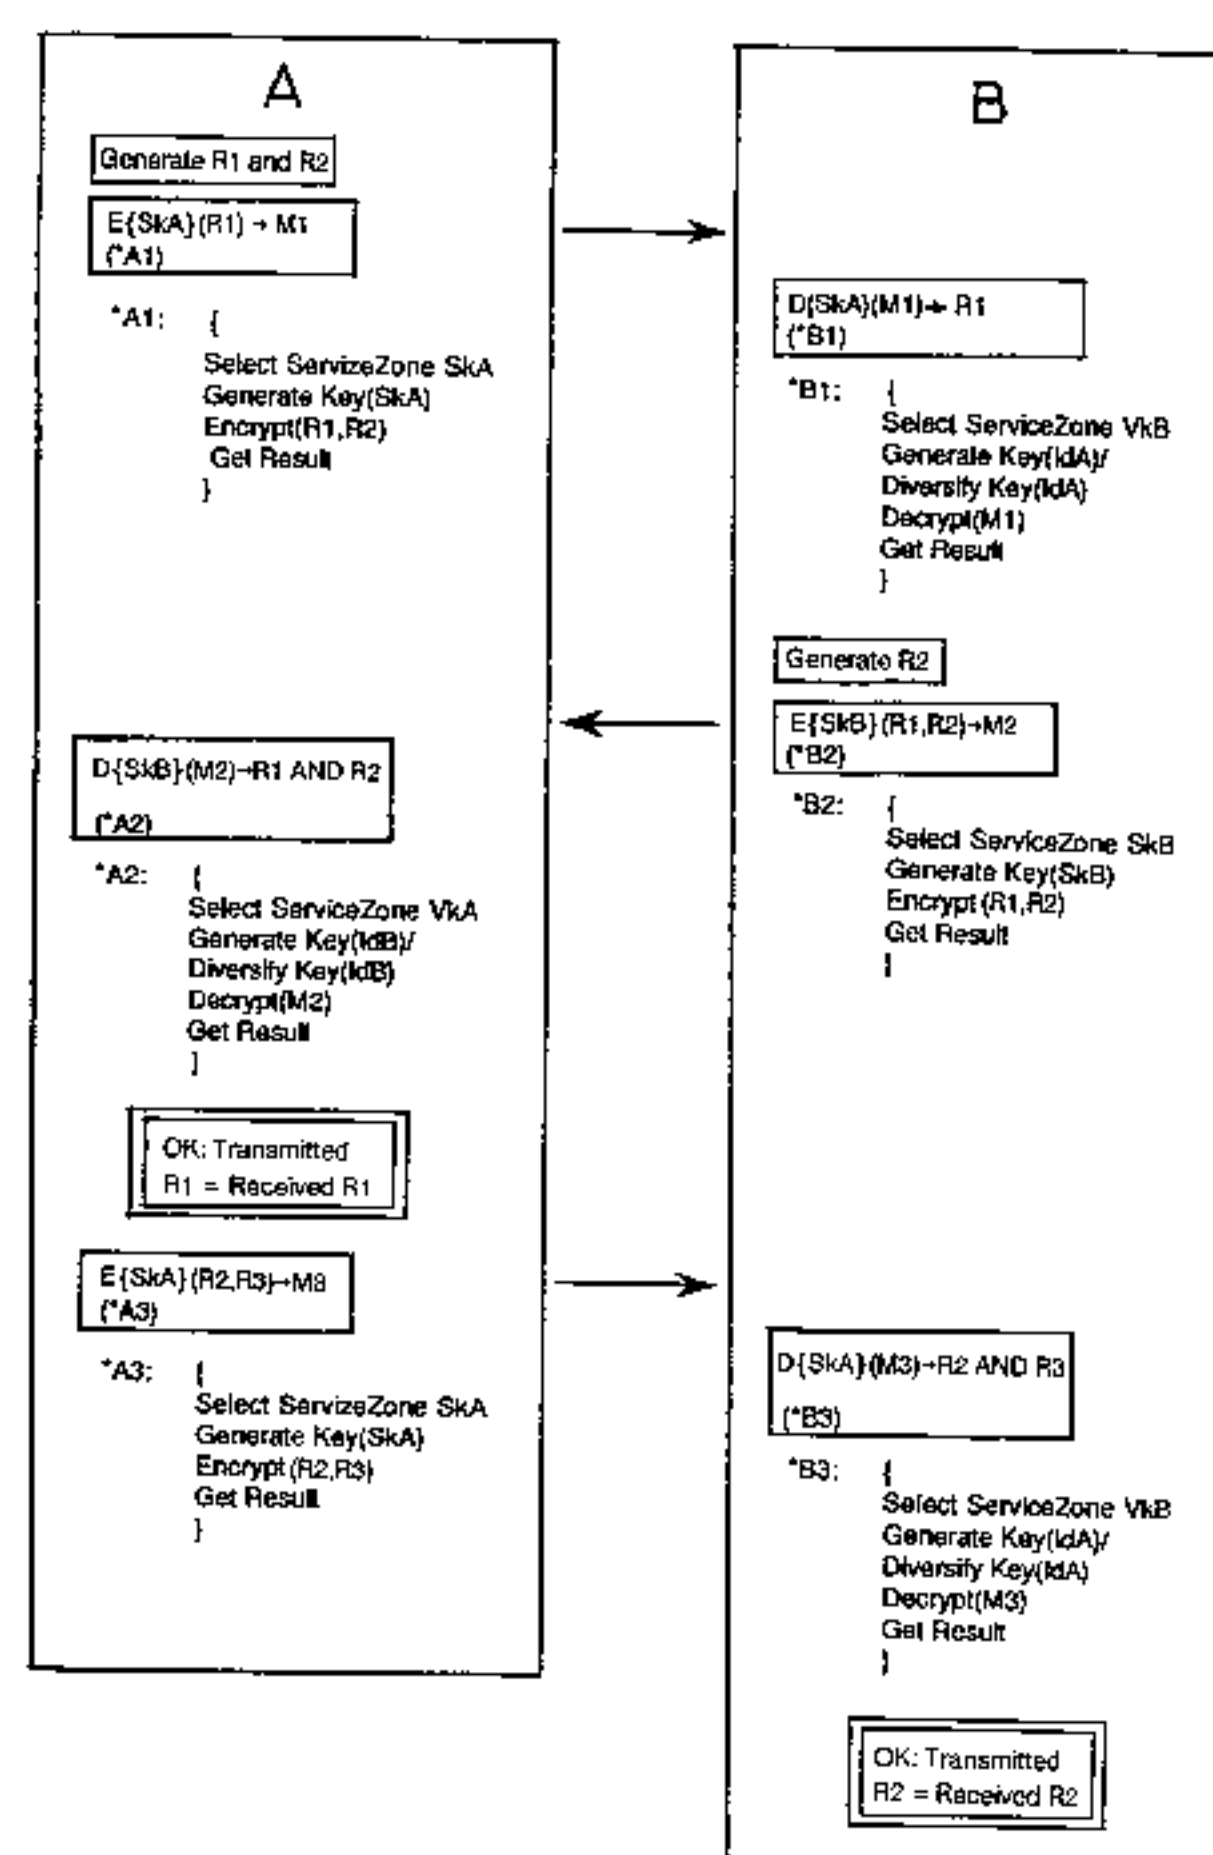 A
Generate R1 and R2
E{SkA}(R1)→M1
(*A1)
*A1: {
Select ServizeZone SkA
Generate Key(SkA)
Encrypt(R1,R2)
Get Result
}
D{SkB}(M2)→R1 AND R2
(*A2)
*A2: {
Select ServiceZone VkA
Generate Key(IdB)/
Diversify Key(IdB)
Decrypt(M2)
Get Result
}
OK: Transmitted
R1 = Received R1
E{SkA}(R2,R3)→M3
(*A3)
*A3: {
Select ServizeZone SkA
Generate Key(SkA)
Encrypt(R2,R3)
Get Result
}
B
D{SkA}(M1)→R1
(*B1)
*B1: {
Select ServiceZone VkB
Generate Key(IdA)/
Diversify Key(IdA)
Decrypt(M1)
Get Result
}
Generate R2
E{SkB}(R1,R2)→M2
(*B2)
*B2: {
Select ServiceZone SkB
Generate Key(SkB)
Encrypt(R1,R2)
Get Result
}
D{SkA}(M3)→R2 AND R3
(*B3)
*B3: {
Select ServiceZone VkB
Generate Key(IdA)/
Diversify Key(IdA)
Decrypt(M3)
Get Result
}
OK: Transmitted
R2 = Received R2